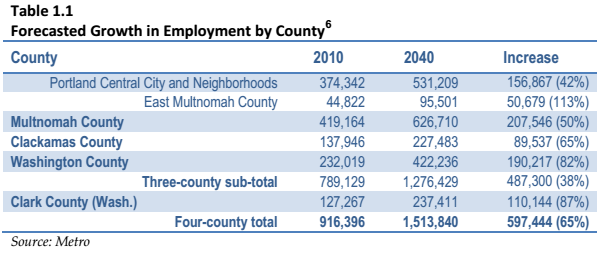 Table 1.1
Forecasted Growth in Employment by County6
County 2010 2040 Increase
Portland Central City and Neighborhoods 374,342 531,209 156,867 (42%)
East Multnomah County 44,822 95,501 50,679 (113%)
Multnomah County 419,164 626,710 207,546 (50%)
Clackamas County 137,946 227,483 89,537 (65%)
Washington County 232,019 422,236 190,217 (82%)
Three-county sub-total 789,129 1,276,429 487,300 (38%)
Clark County (Wash.) 127,267 237,411 110,144 (87%)
Four-county total 916,396 1,513,840 597,444 (65%)
Source: Metro